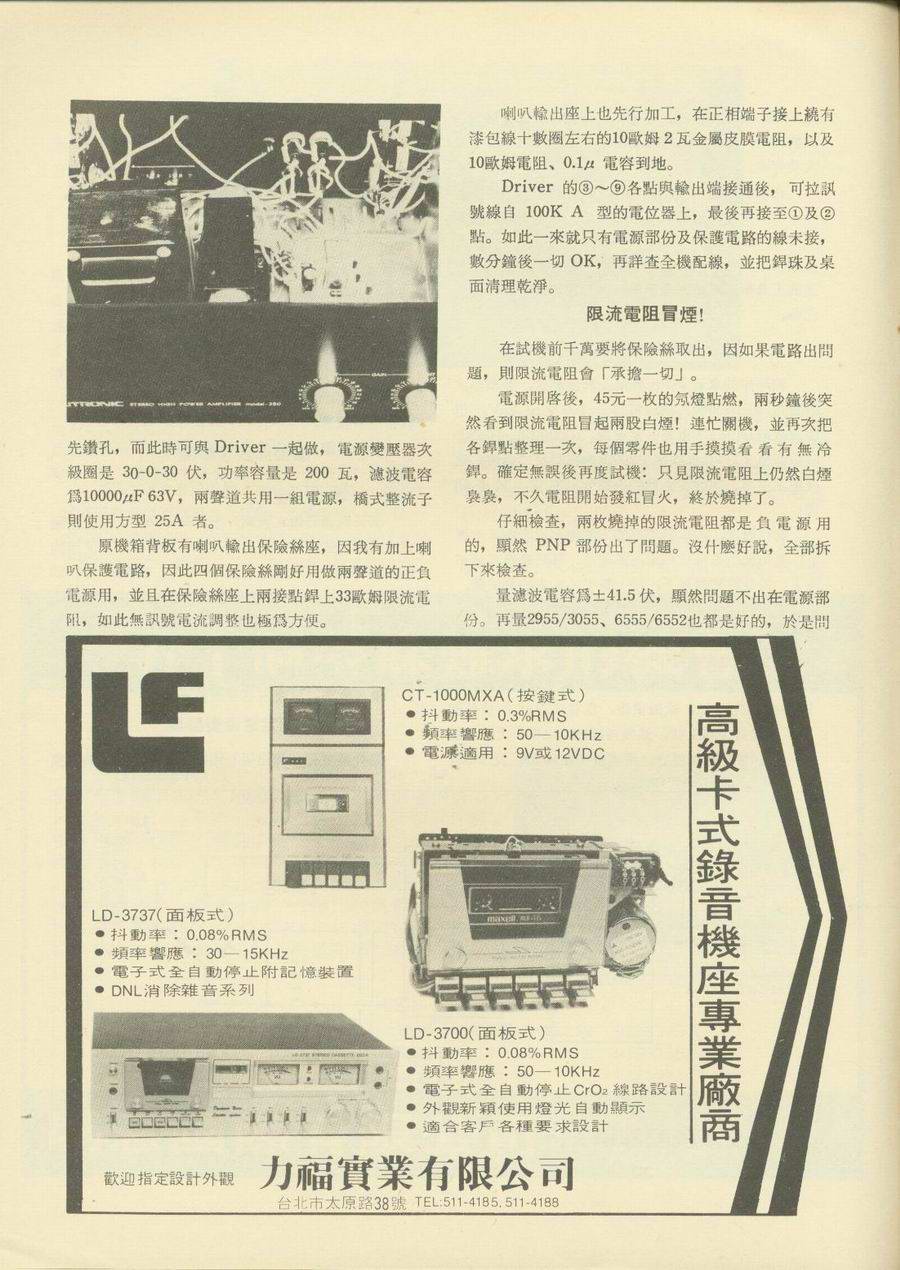 TRONIC STEREO HIGH POWER AMPLIFIER model-350
GAIN
先鑽孔，而此時可與 Driver 一起做，電源變壓器次
級圈是 30-0-30 伏，功率容量是 200 瓦，濾波電容
爲10000μF 63V，兩聲道共用一組電源，橋式整流子
則使用方型 25A 者。
原機箱背板有喇叭輸出保險絲座，因我有加上喇
叭保護電路，因此四個保險絲剛好用做兩聲道的正負
電源用，並且在保險絲座上兩接點銲上33歐姆限流電
阻，如此無訊號電流調整也極爲方便。
喇叭輸出座上也先行加工，在正相端子接上繞有
漆包線十數圈左右的10歐姆 2 瓦金屬皮膜電阻，以及
10歐姆電阻、0.1μ 電容到地。
Driver 的③～⑨各點與輸出端接通後，可拉訊
號線自 100K A 型的電位器上，最後再接至①及②
點。如此一來就只有電源部份及保護電路的線未接，
數分鐘後一切 OK，再詳查全機配線，並把銲珠及桌
面清理乾淨。
限流電阻冒煙！
在試機前千萬要將保險絲取出，因如果電路出問
題，則限流電阻會「承擔一切」。
電源開啓後，45元一枚的氖燈點燃，兩秒鐘後突
然看到限流電阻冒起兩股白煙！連忙關機，並再次把
各銲點整理一次，每個零件也用手摸摸看看有無冷
銲。確定無誤後再度試機：只見限流電阻上仍然白煙
裊裊，不久電阻開始發紅冒火，終於燒掉了。
仔細檢查，兩枚燒掉的限流電阻都是負電源用
的，顯然 PNP 部份出了問題。沒什麼好說，全部拆
下來檢查。
量濾波電容爲±41.5伏，顯然問題不出在電源部
份。再量2955/3055、6555/6552也都是好的，於是問
LF
CT-1000MXA（按鍵式）
● 抖動率：0.3%RMS
● 頻率響應：50—10KHz
● 電源適用：9V或12VDC
高級卡式錄音機座專業廠商
maxell
LD-3737（面板式）
● 抖動率：0.08%RMS
● 頻率響應：30—15KHz
● 電子式全自動停止附記憶裝置
● DNL消除雜音系列
LD-3737 STEREO CASSETTE DECK
LD-3700（面板式）
● 抖動率：0.08%RMS
● 頻率響應：50—10KHz
● 電子式全自動停止CrO₂線路設計
● 外觀新穎使用燈光自動顯示
● 適合客戶各種要求設計
歡迎指定設計外觀
力福實業有限公司
台北市太原路38號 TEL:511-4185, 511-4188